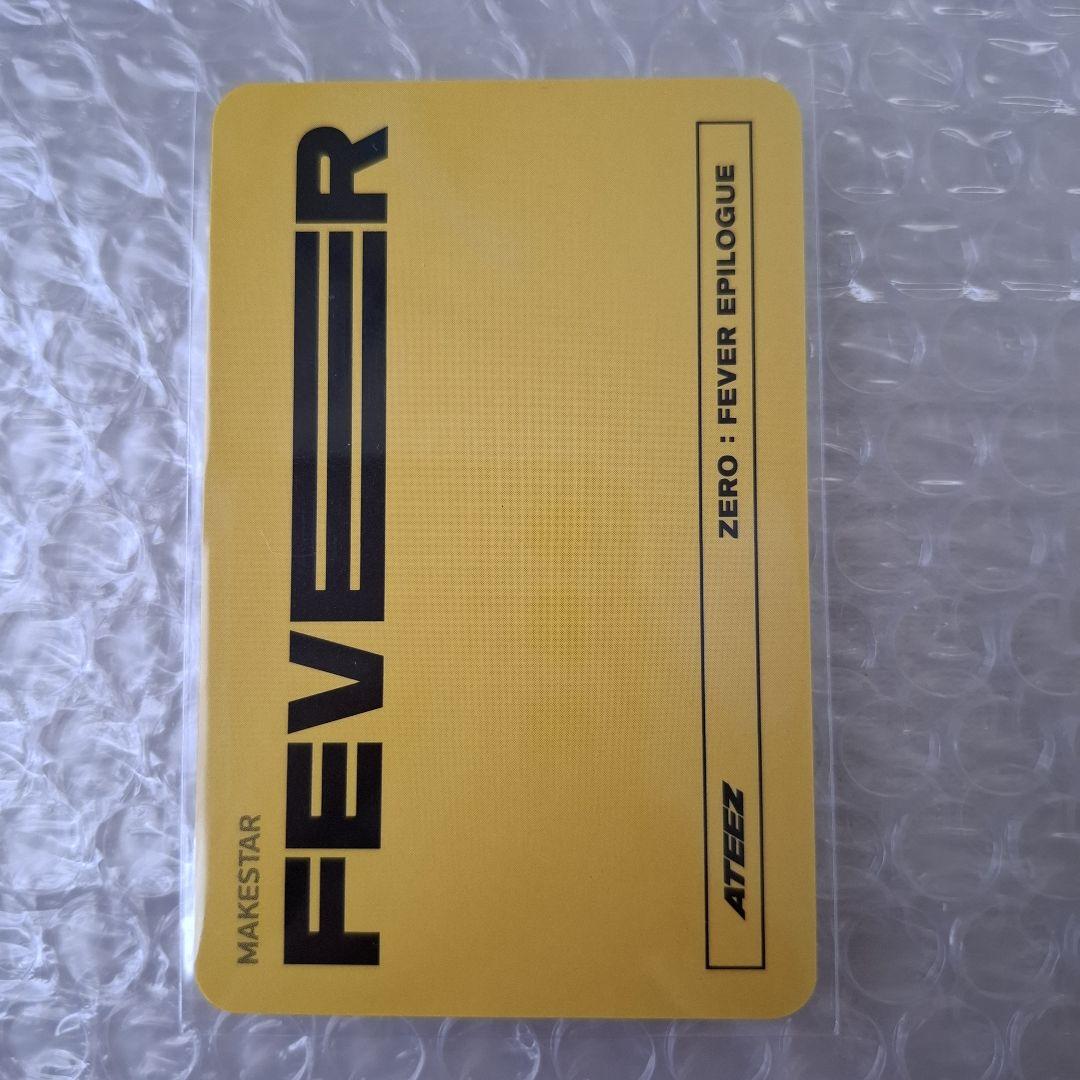 MAKESTAR
FEVER
ATEEZ ZERO : FEVER EPILOGUE